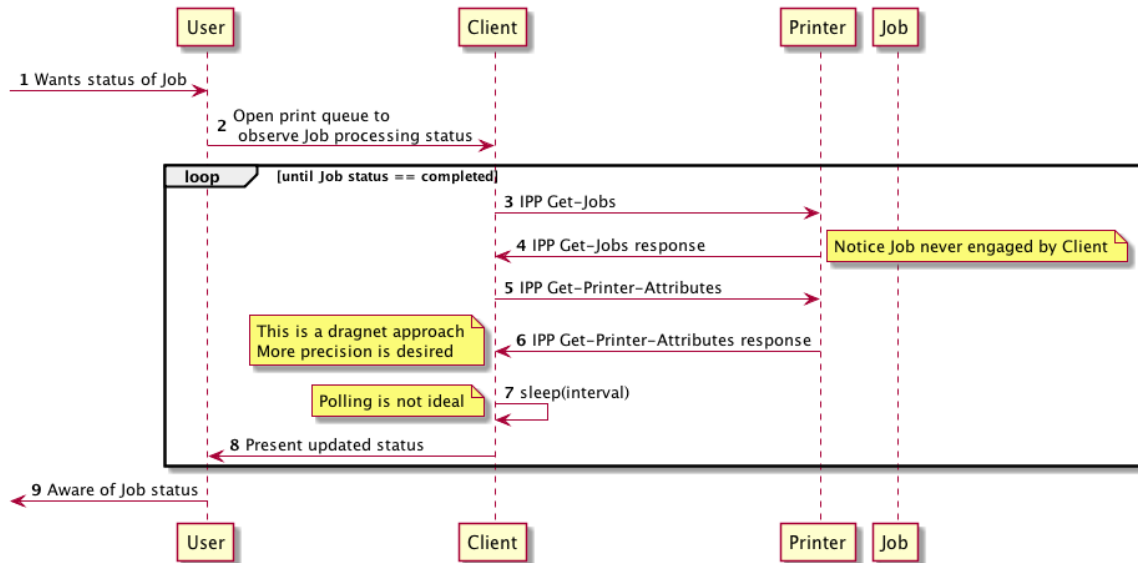 User
Client
Printer
Job
1 Wants status of Job
2 Open print queue to
observe Job processing status
loop [until Job status == completed]
3 IPP Get-Jobs
4 IPP Get-Jobs response
Notice Job never engaged by Client
5 IPP Get-Printer-Attributes
This is a dragnet approach
More precision is desired
6 IPP Get-Printer-Attributes response
Polling is not ideal
7 sleep(interval)
8 Present updated status
9 Aware of Job status
User
Client
Printer
Job